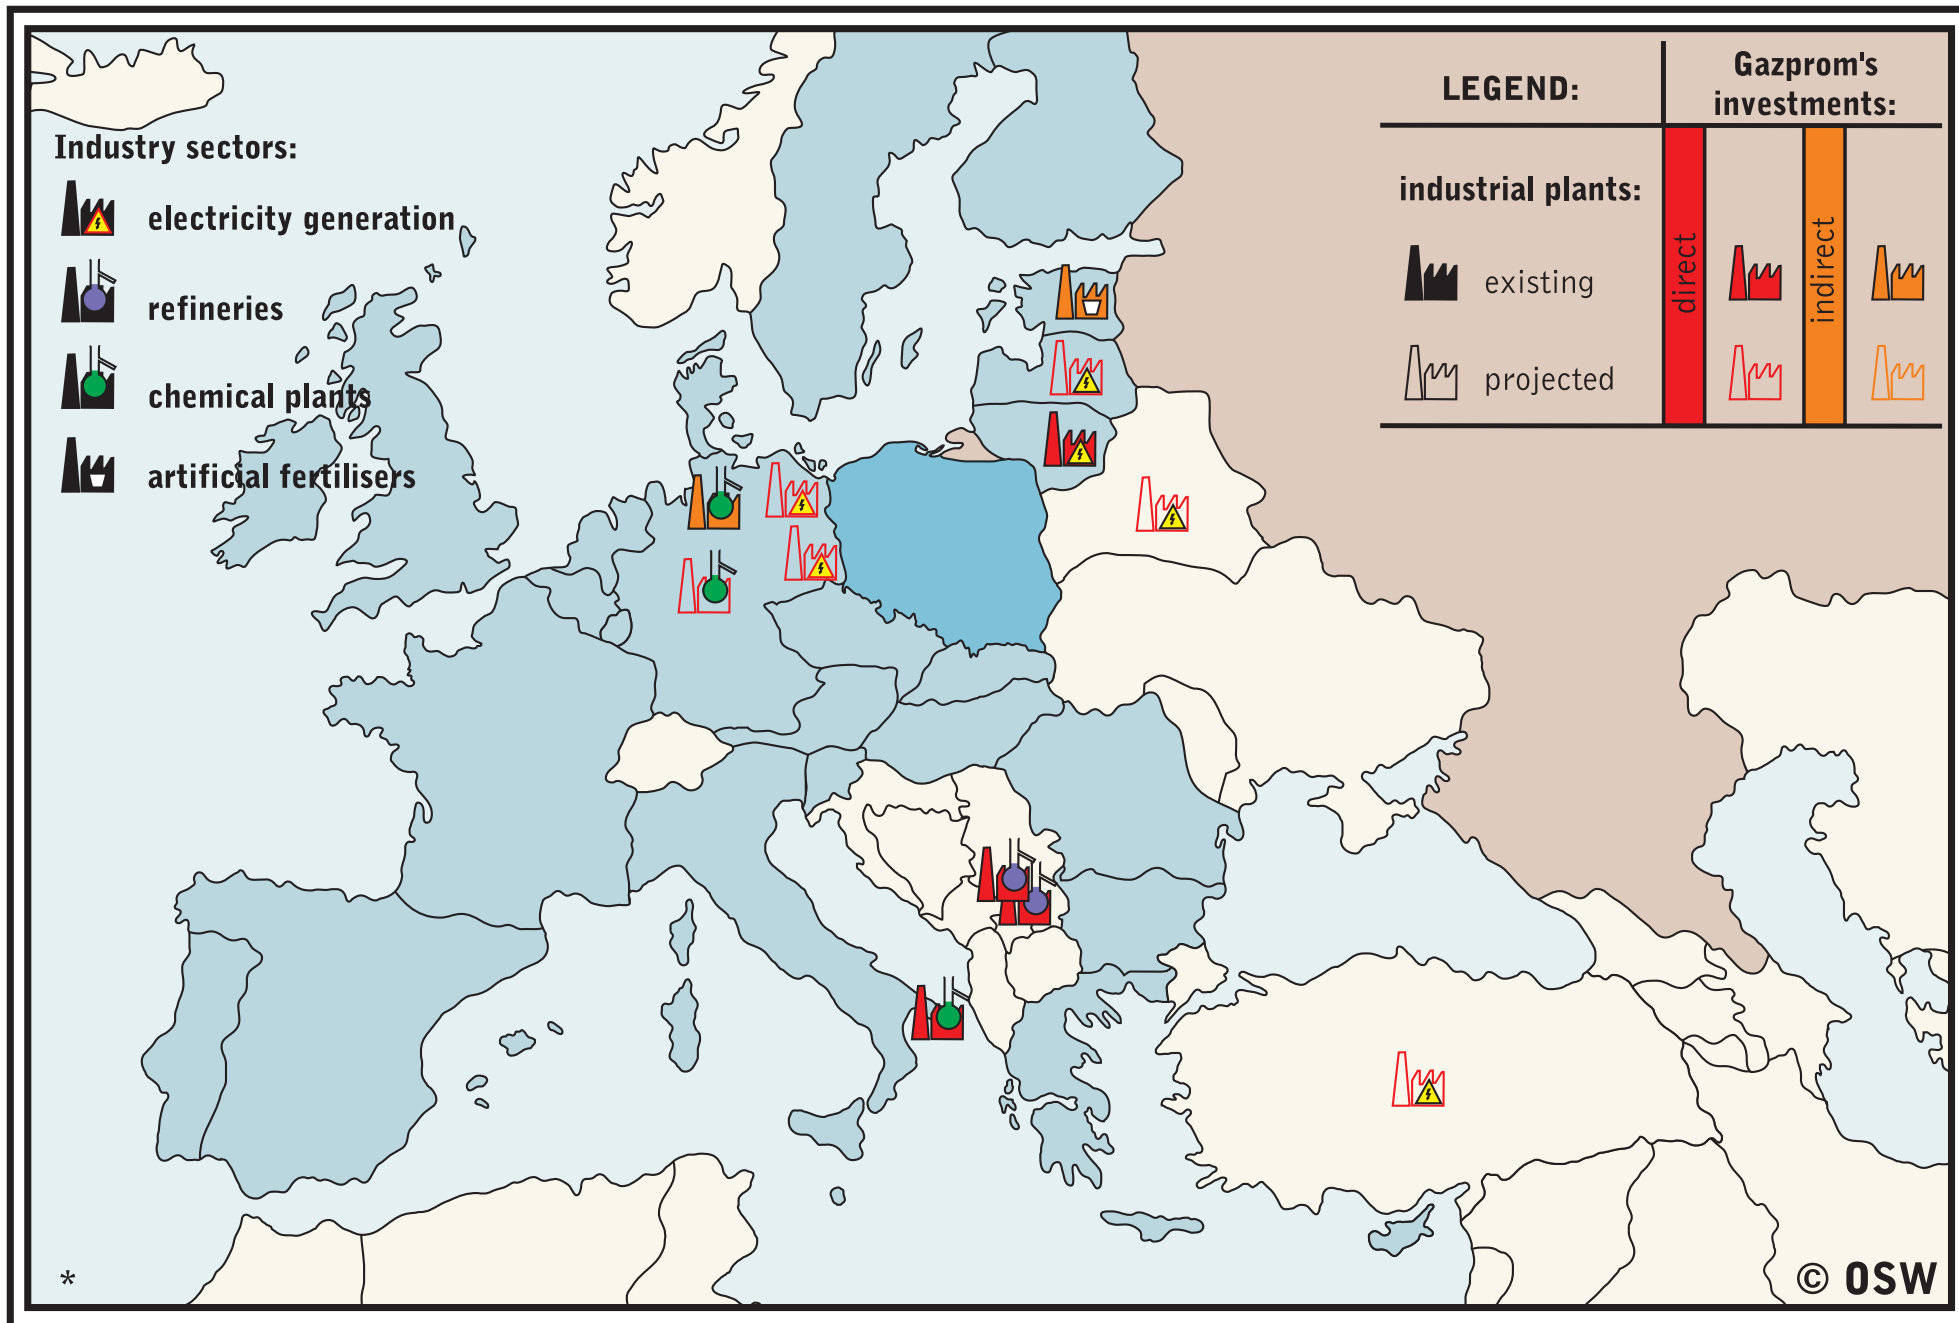 Industry sectors:
electricity generation
refineries
chemical plants
artificial fertilisers
LEGEND:
Gazprom's
investments:
industrial plants:
existing
projected
direct
indirect
*
© OSW